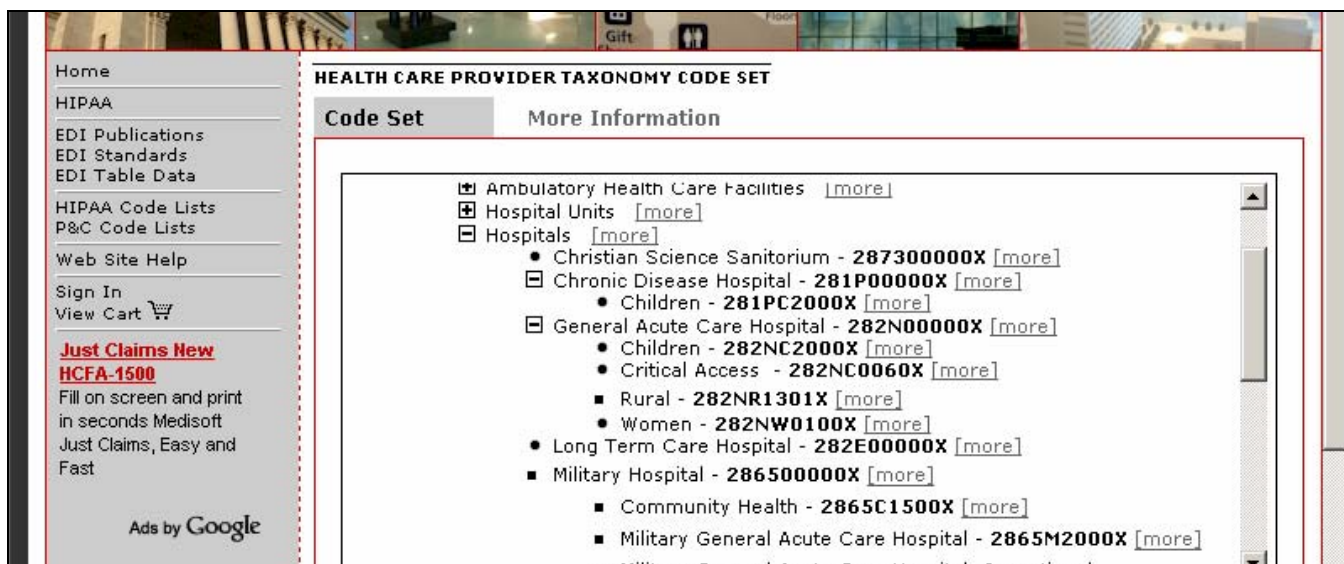 Floor
Gift
Home
HIPAA
EDI Publications
EDI Standards
EDI Table Data
HIPAA Code Lists
P&C Code Lists
Web Site Help
Sign In
View Cart
Just Claims New
HCFA-1500
Fill on screen and print
in seconds Medisoft
Just Claims, Easy and
Fast
Ads by Google
HEALTH CARE PROVIDER TAXONOMY CODE SET
Code Set More Information
Ambulatory Health Care Facilities [more]
Hospital Units [more]
Hospitals [more]
Christian Science Sanitorium - 287300000X [more]
Chronic Disease Hospital - 281P00000X [more]
Children - 281PC2000X [more]
General Acute Care Hospital - 282N00000X [more]
Children - 282NC2000X [more]
Critical Access - 282NC0060X [more]
Rural - 282NR1301X [more]
Women - 282NW0100X [more]
Long Term Care Hospital - 282E00000X [more]
Military Hospital - 286500000X [more]
Community Health - 2865C1500X [more]
Military General Acute Care Hospital - 2865M2000X [more]